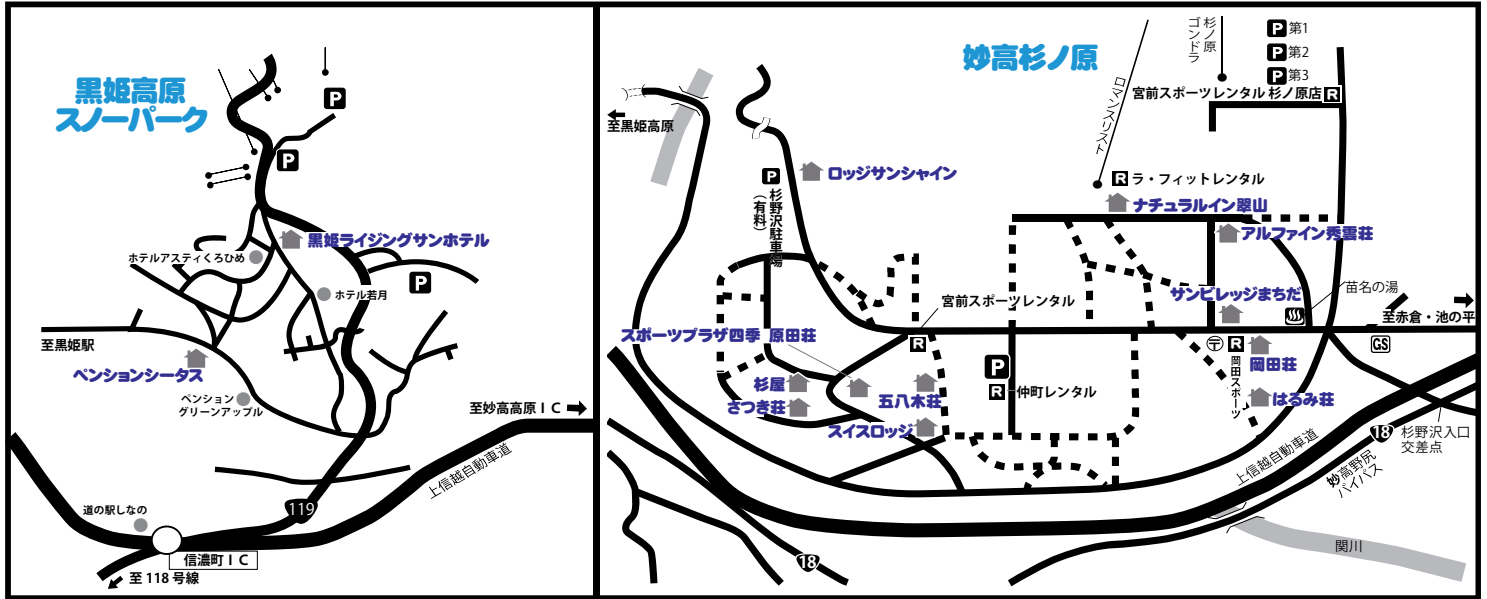 黒姫高原
スノーパーク
P
P
黒姫ライジングサンホテル
ホテルアスティくろひめ
P
ホテル若月
至黒姫駅
ペンションシータス
ペンション
グリーンアップル
至妙高高原IC
上信越自動車道
119
道の駅しなの
信濃町IC
至118号線
妙高杉ノ原
杉ノ原
ゴンドラ
P 第1
P 第2
P 第3
宮前スポーツレンタル 杉ノ原店 R
ロマンスリスト
至黒姫高原
P
杉野沢駐車場
(有料)
ロッジサンシャイン
R ラ・フィットレンタル
ナチュラルイン翠山
アルファイン秀雲荘
サンビレッジまちだ
苗名の湯
宮前スポーツレンタル
至赤倉・池の平
スポーツプラザ四季 原田荘
R
〒
R
岡田スポーツ
岡田荘
GS
P
R 仲町レンタル
杉屋
さつき荘
五八木荘
スイスロッジ
はるみ荘
18
杉野沢入口
交差点
上信越自動車道
妙高野尻
バイパス
18
関川